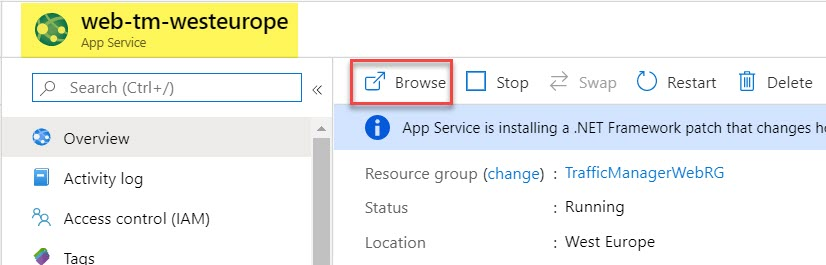 web-tm-westeurope
App Service
Search (Ctrl+/)
«
Browse
Stop
Swap
Restart
Delete
Overview
Activity log
Access control (IAM)
Tags
App Service is installing a .NET Framework patch that changes h
Resource group (change) : TrafficManagerWebRG
Status : Running
Location : West Europe